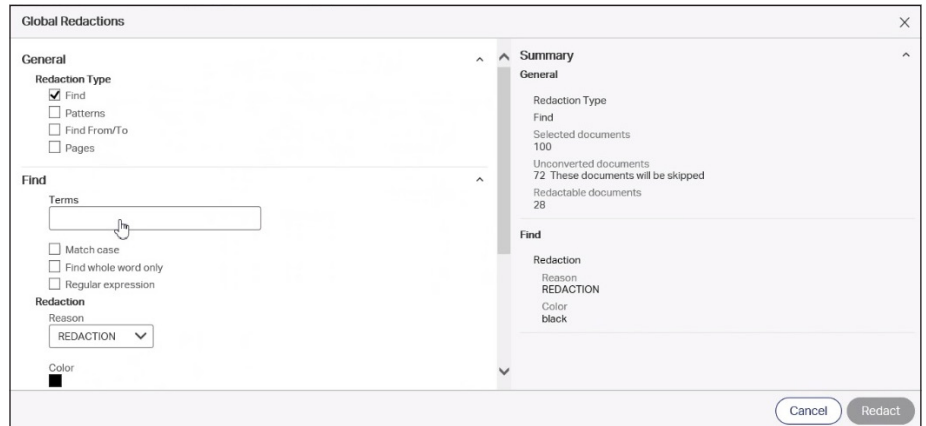 Global Redactions
General
Redaction Type
Find
Patterns
Find From/To
Pages
Find
Terms
Match case
Find whole word only
Regular expression
Redaction
Reason
REDACTION
Color
Summary
General
Redaction Type
Find
Selected documents
100
Unconverted documents
72 These documents will be skipped
Redactable documents
28
Find
Redaction
Reason
REDACTION
Color
black
Cancel
Redact